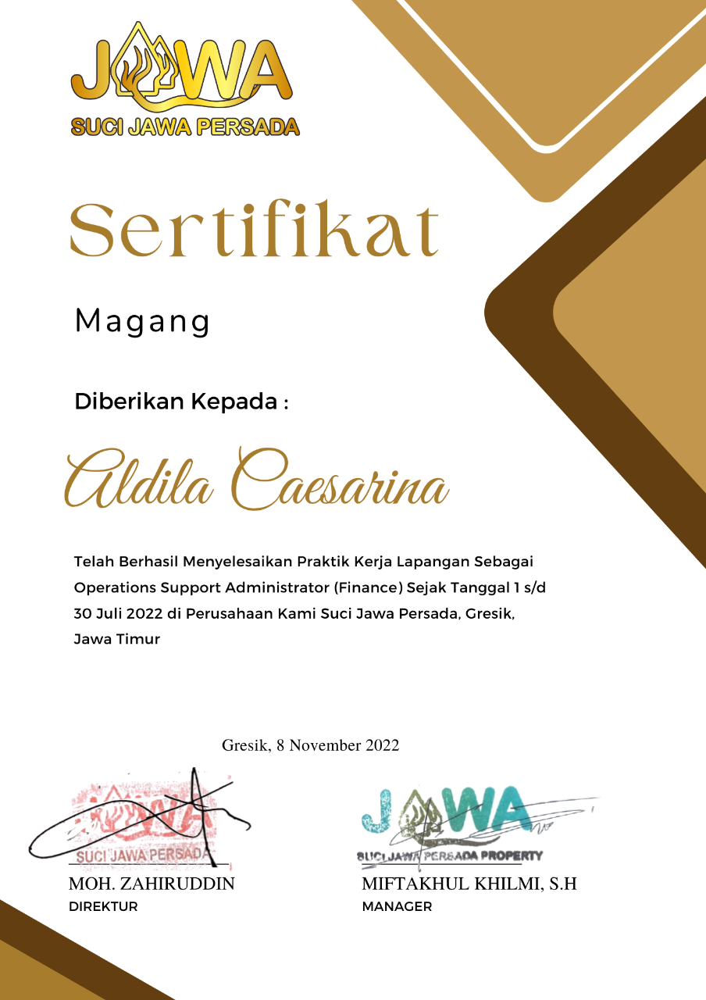 JAWA
SUCI JAWA PERSADA
Sertifikat
Magang
Diberikan Kepada :
Aldila Caesarina
Telah Berhasil Menyelesaikan Praktik Kerja Lapangan Sebagai
Operations Support Administrator (Finance) Sejak Tanggal 1 s/d
30 Juli 2022 di Perusahaan Kami Suci Jawa Persada, Gresik,
Jawa Timur
Gresik, 8 November 2022
JAWA
SUCI JAWA PERSADA
MOH. ZAHIRUDDIN
DIREKTUR
JAWA
SUCI JAWA PERSADA PROPERTY
MIFTAKHUL KHILMI, S.H
MANAGER